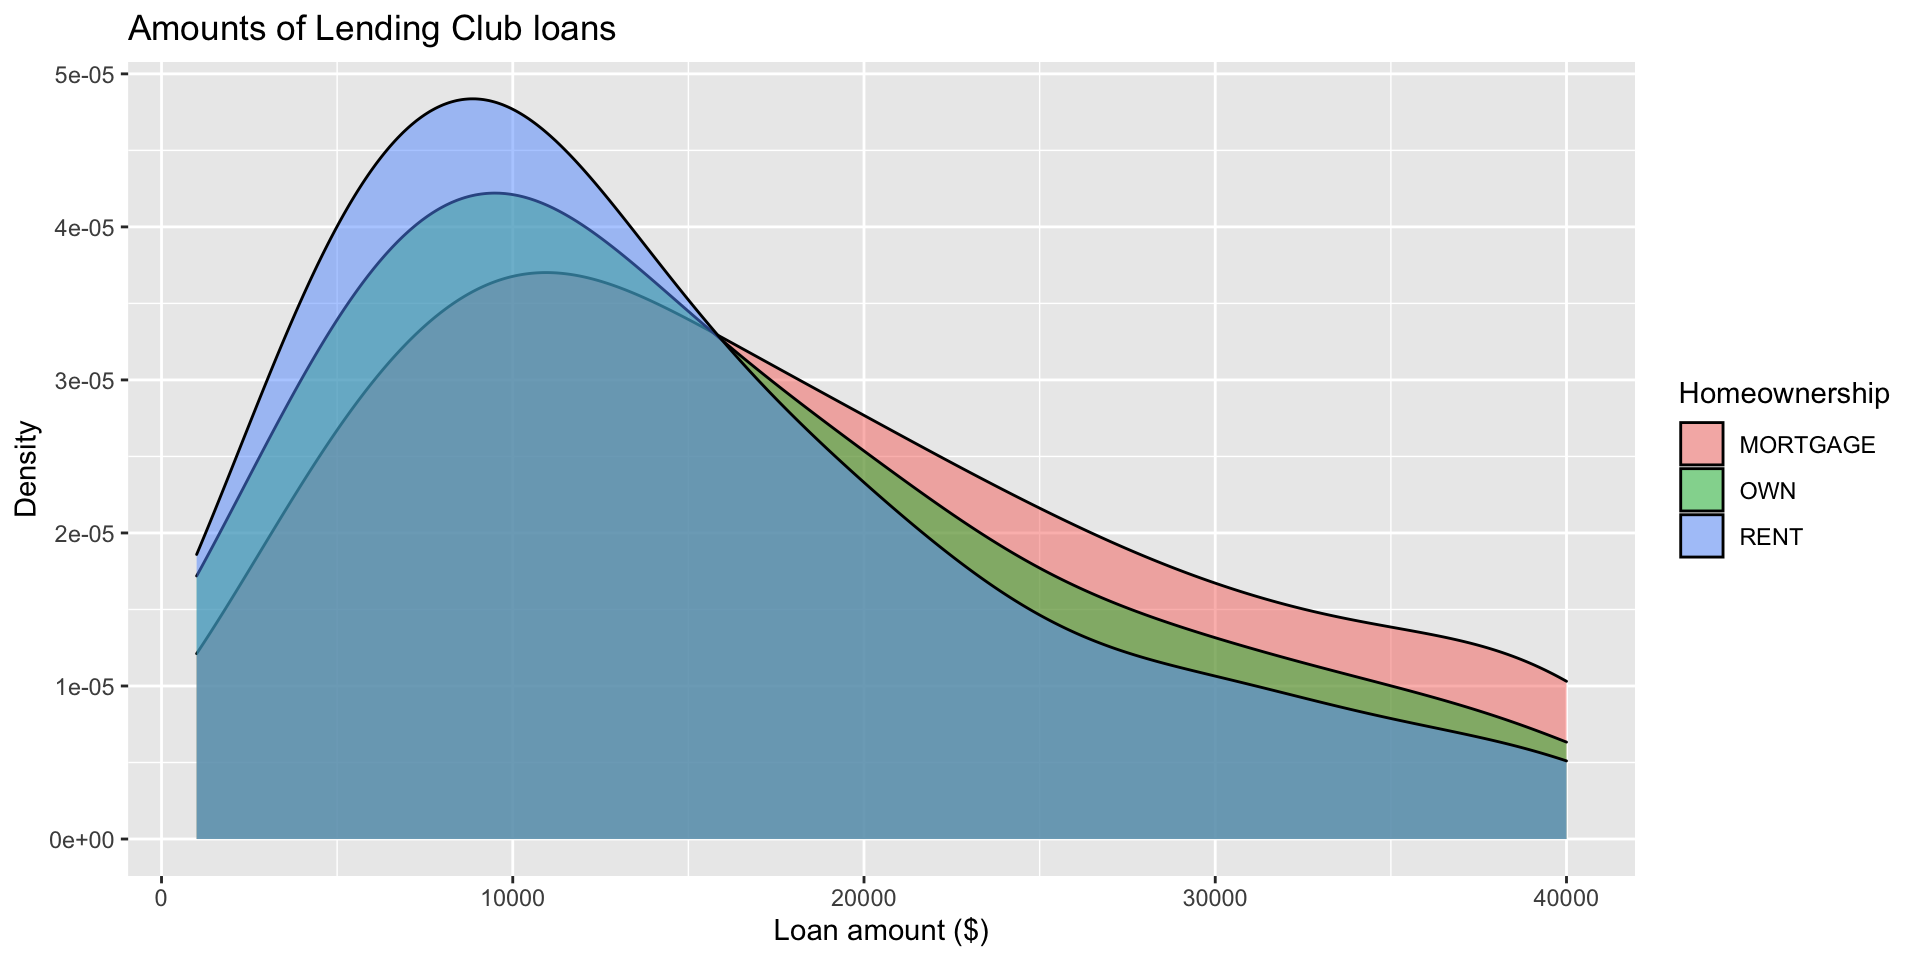 Amounts of Lending Club loans
5e-05
4e-05
3e-05
2e-05
1e-05
0e+00
Density
0
10000
20000
30000
40000
Loan amount ($)
Homeownership
MORTGAGE
OWN
RENT